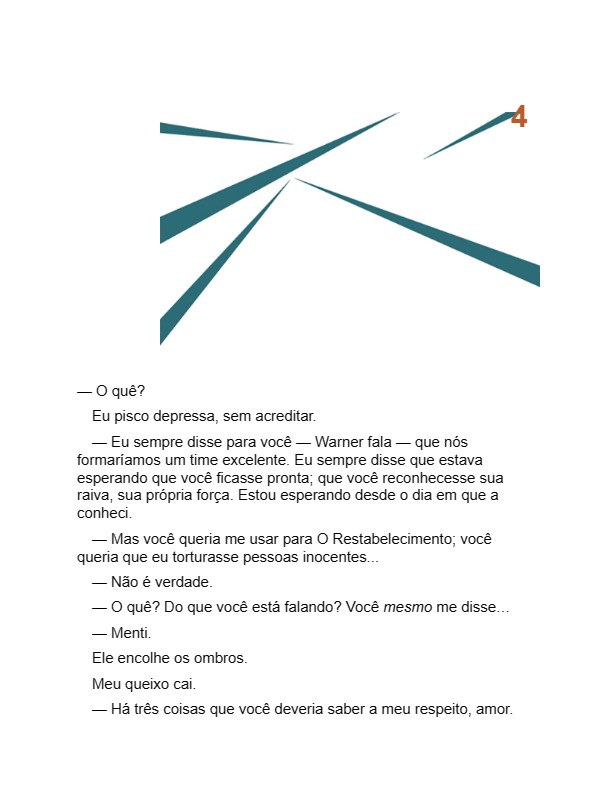 4
— O quê?
Eu pisco depressa, sem acreditar.
— Eu sempre disse para você — Warner fala — que nós
formaríamos um time excelente. Eu sempre disse que estava
esperando que você ficasse pronta; que você reconhecesse sua
raiva, sua própria força. Estou esperando desde o dia em que a
conheci.
— Mas você queria me usar para O Restabelecimento; você
queria que eu torturasse pessoas inocentes...
— Não é verdade.
— O quê? Do que você está falando? Você mesmo me disse…
— Menti.
Ele encolhe os ombros.
Meu queixo cai.
— Há três coisas que você deveria saber a meu respeito, amor.